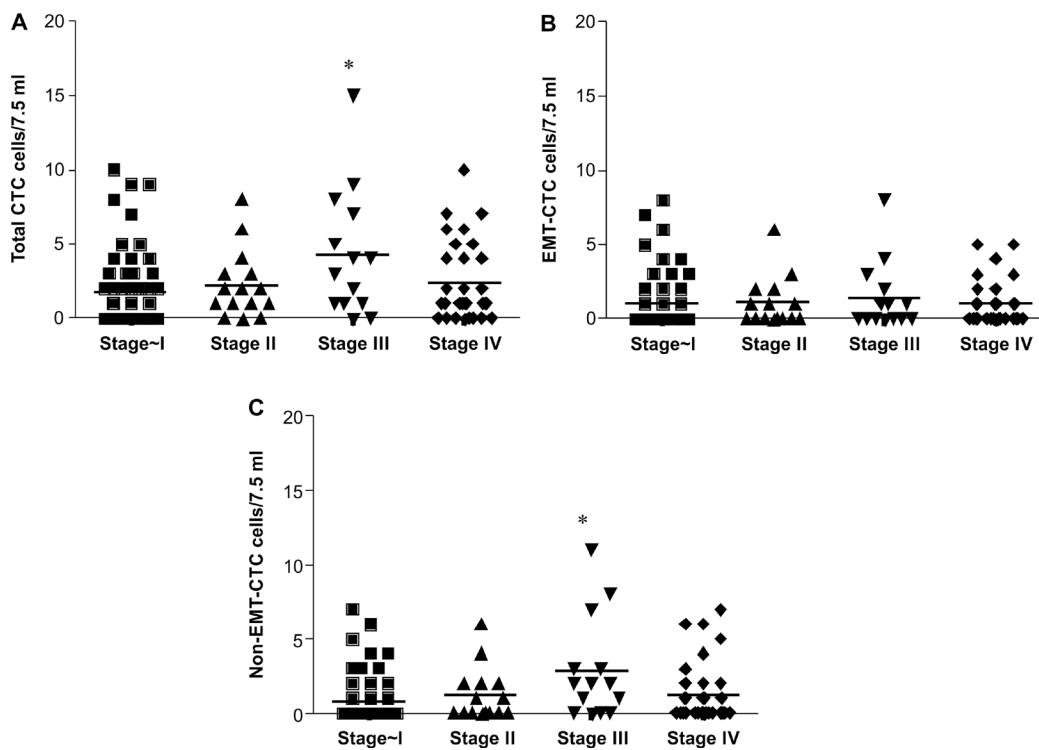 A
Total CTC cells/7.5 ml
20
15
10
5
0
*
Stage~I Stage II Stage III Stage IV
B
EMT-CTC cells/7.5 ml
20
15
10
5
0
Stage~I Stage II Stage III Stage IV
C
Non-EMT-CTC cells/7.5 ml
20
15
10
5
0
*
Stage~I Stage II Stage III Stage IV